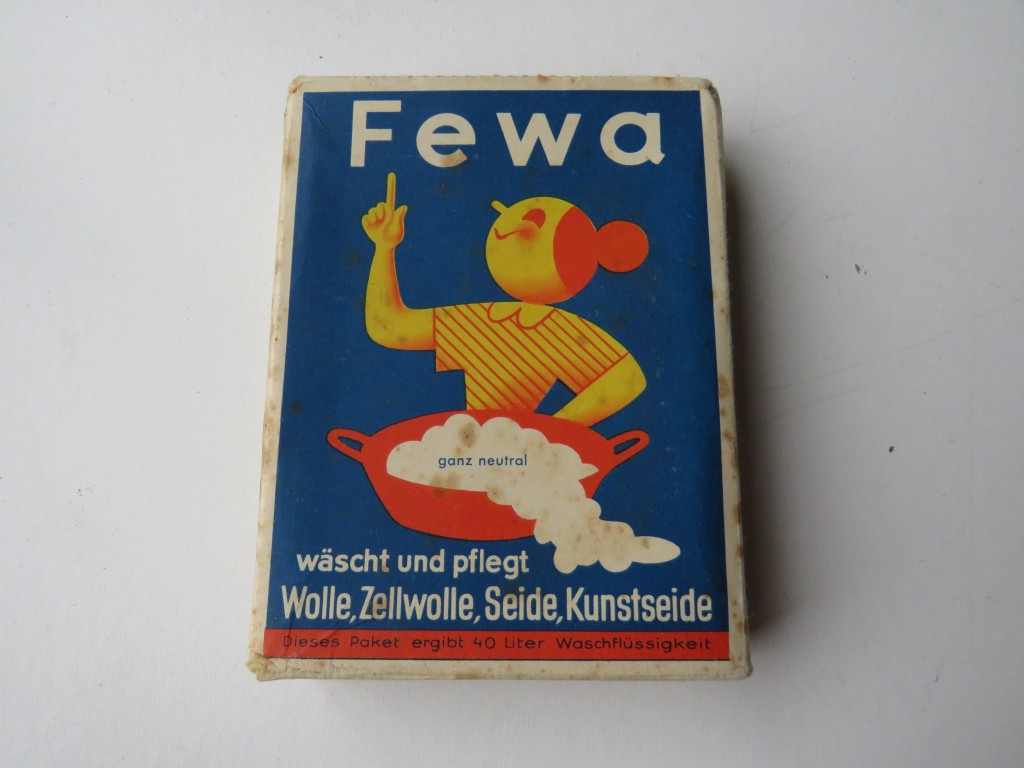 Fewa
ganz neutral
wäscht und pflegt
Wolle, Zellwolle, Seide, Kunstseide
Dieses Paket ergibt 40 Liter Waschflüssigkeit